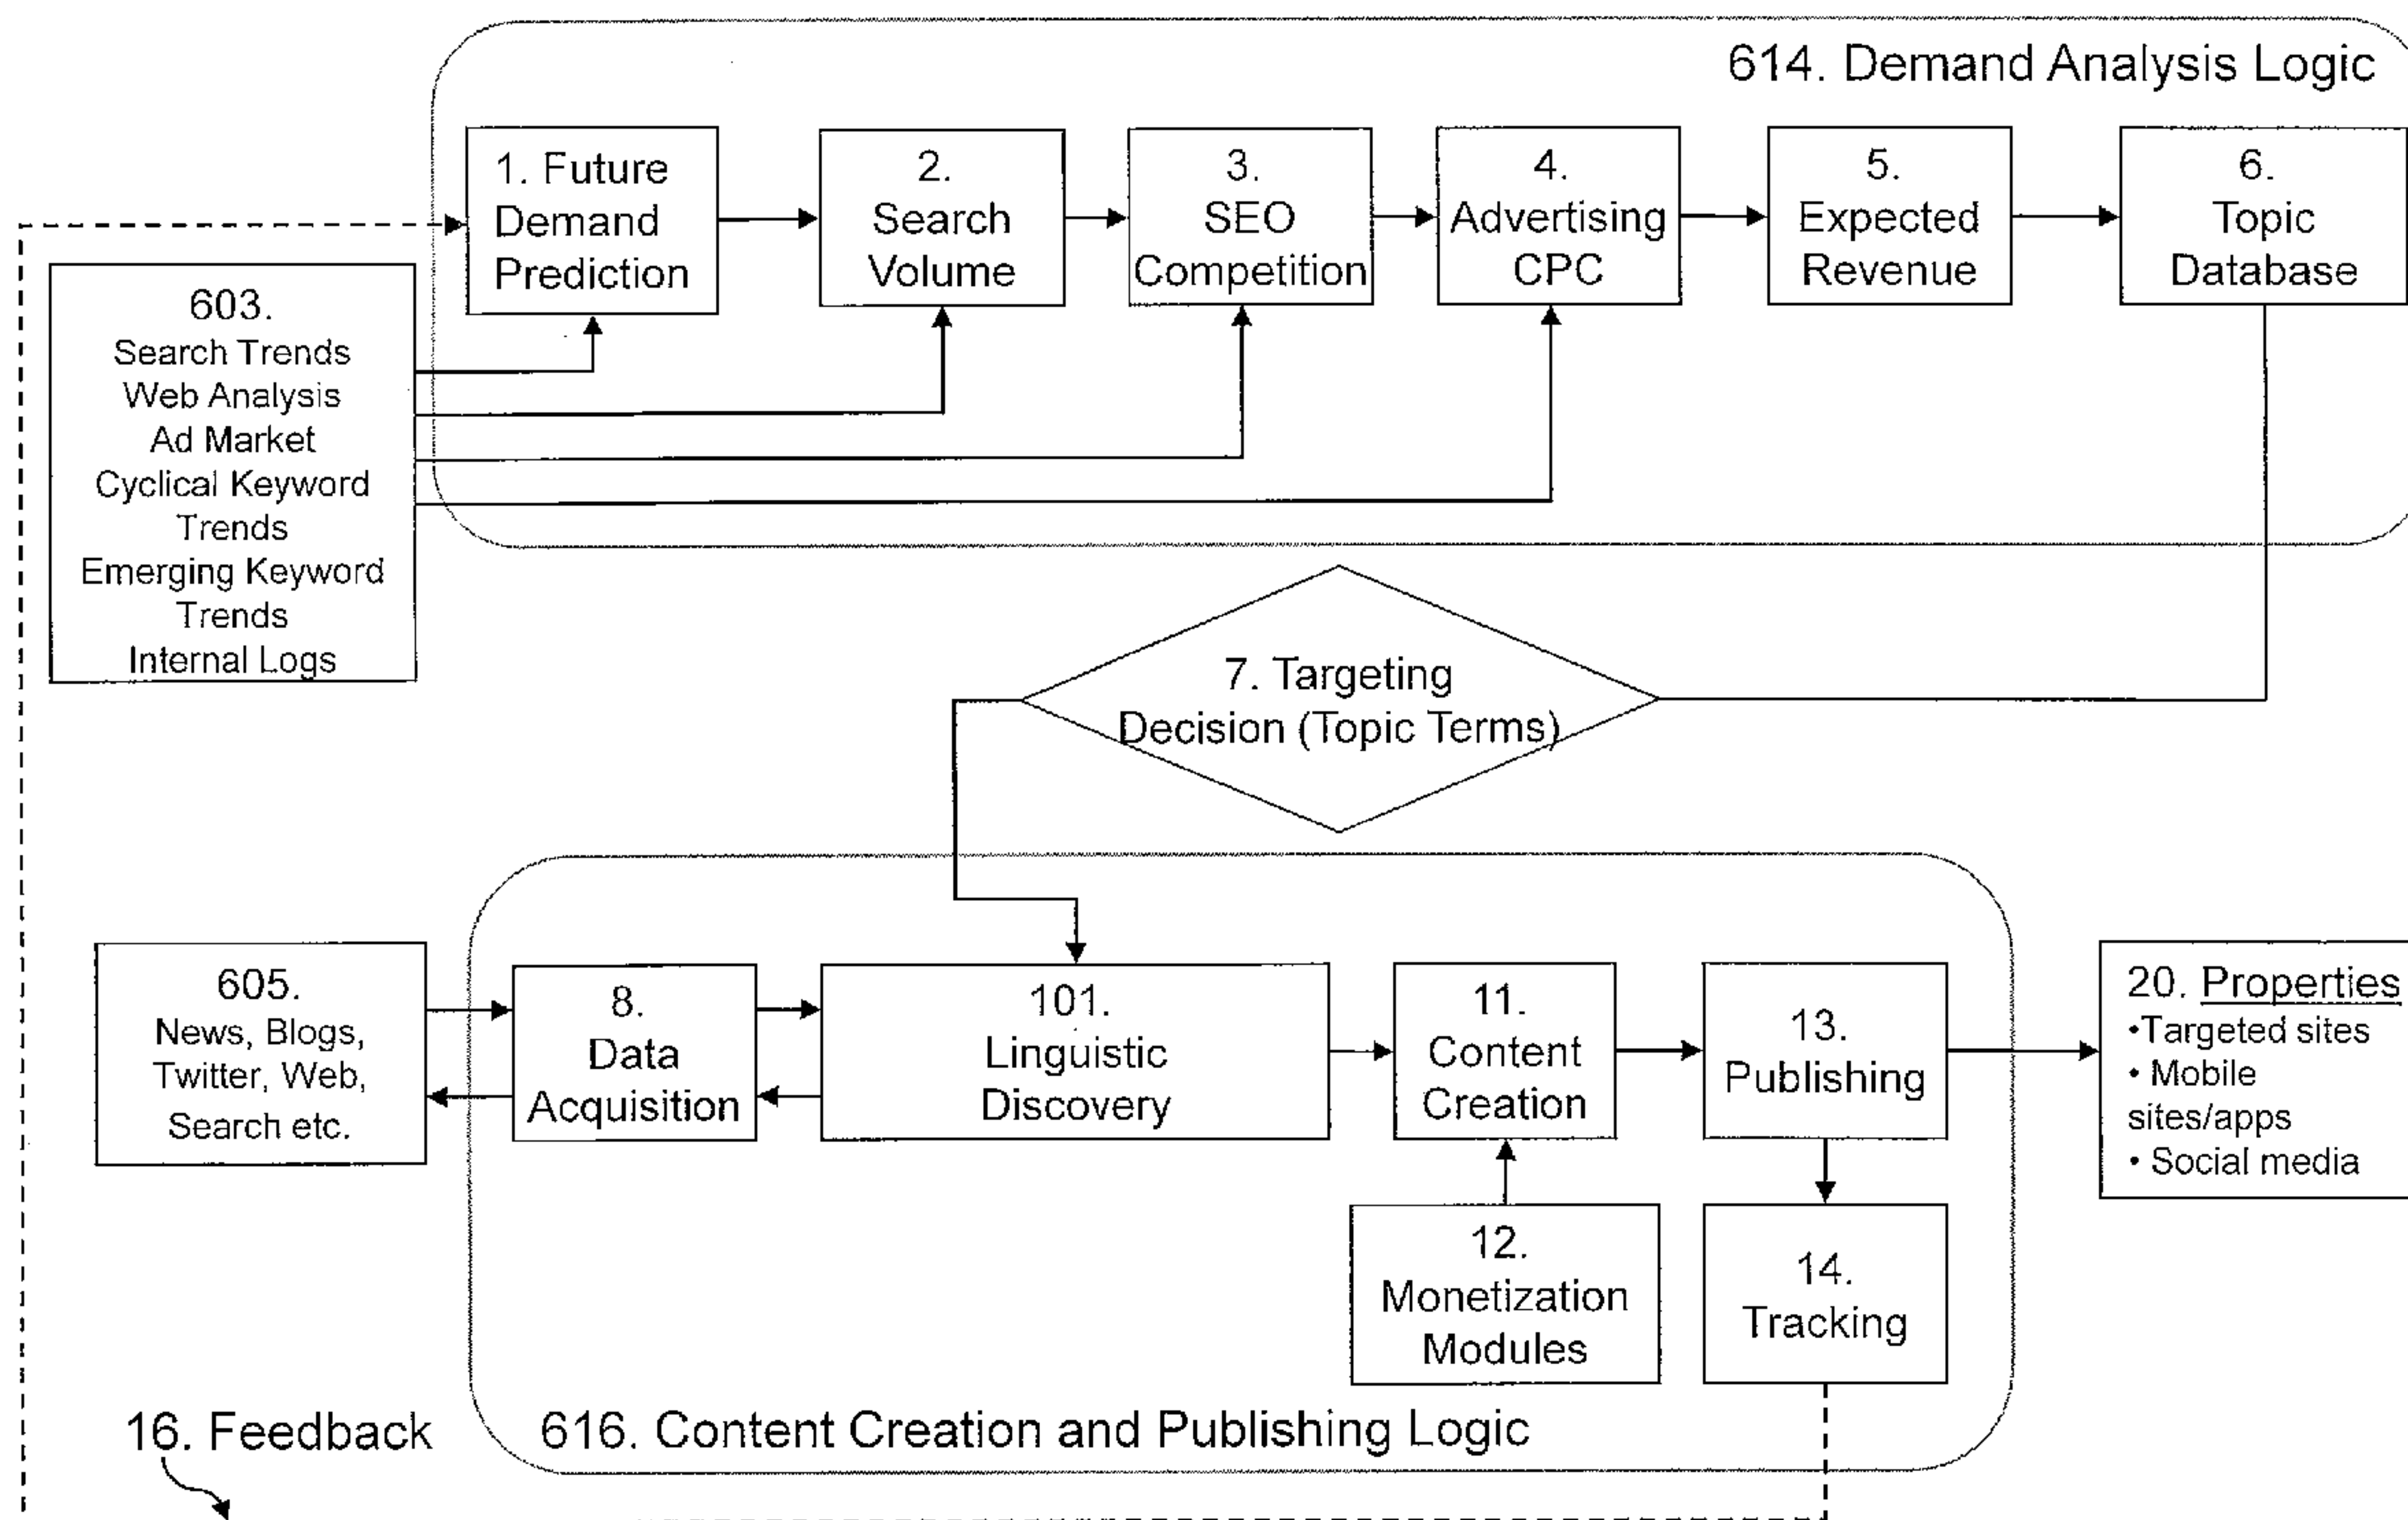 614. Demand Analysis Logic
1. Future
Demand
Prediction
2.
Search
Volume
3.
SEO
Competition
4.
Advertising
CPC
5.
Expected
Revenue
6.
Topic
Database
603.
Search Trends
Web Analysis
Ad Market
Cyclical Keyword
Trends
Emerging Keyword
Trends
Internal Logs
7. Targeting
Decision (Topic Terms)
605.
News, Blogs,
Twitter, Web,
Search etc.
8.
Data
Acquisition
101.
Linguistic
Discovery
11.
Content
Creation
13.
Publishing
20. Properties
•Targeted sites
• Mobile
sites/apps
• Social media
12.
Monetization
Modules
14.
Tracking
16. Feedback
616. Content Creation and Publishing Logic